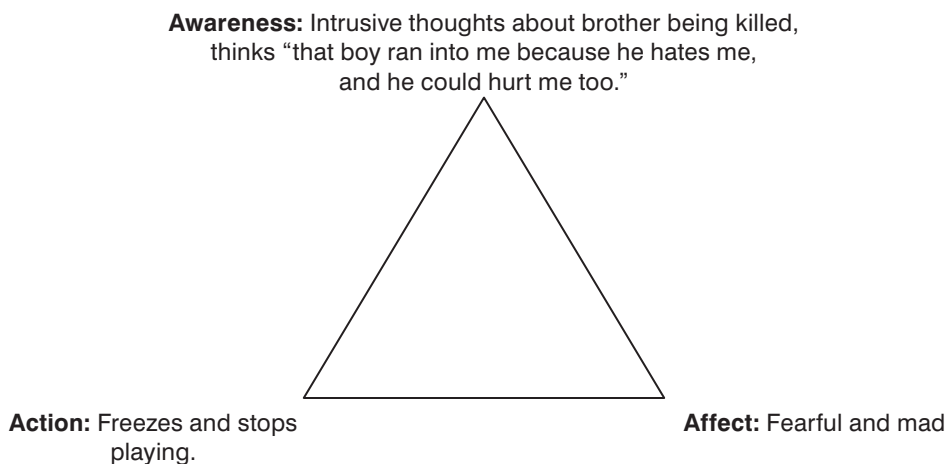 Awareness: Intrusive thoughts about brother being killed,
thinks “that boy ran into me because he hates me,
and he could hurt me too.”
Action: Freezes and stops
playing.
Affect: Fearful and mad